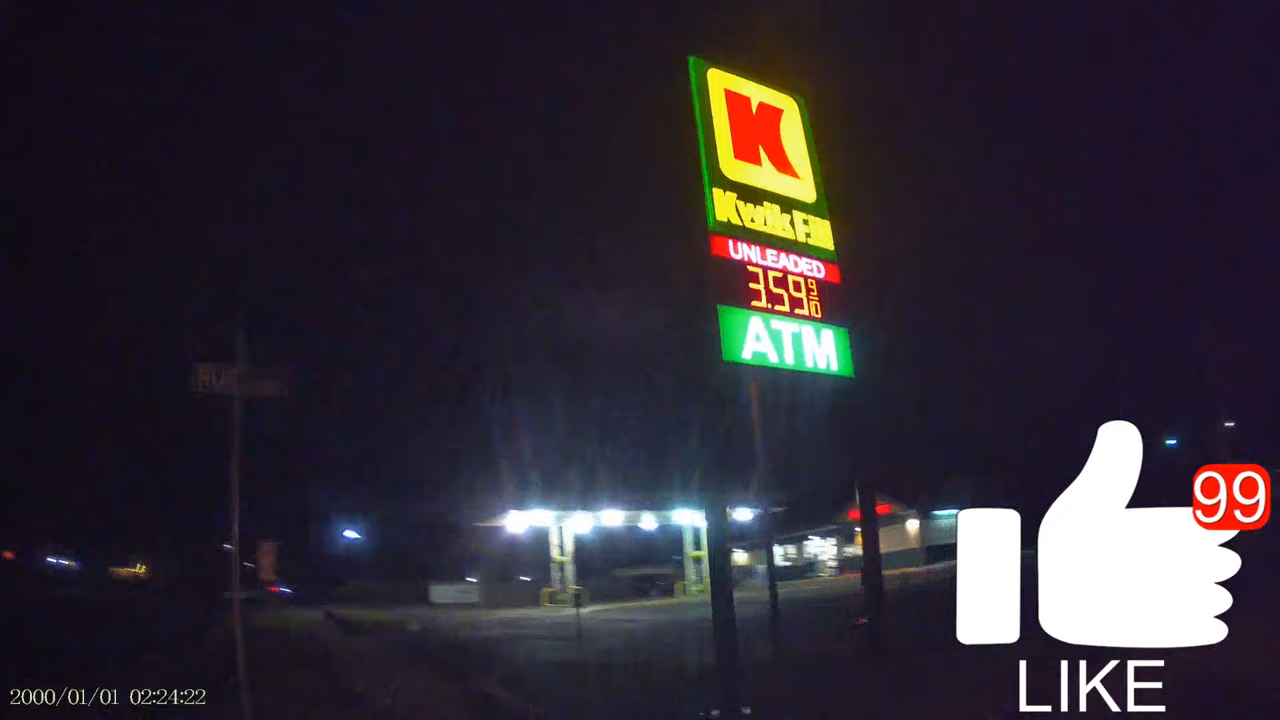 K
Kwik Fill
UNLEADED
3.59 9/10
ATM
99
LIKE
2000/01/01 02:24:22